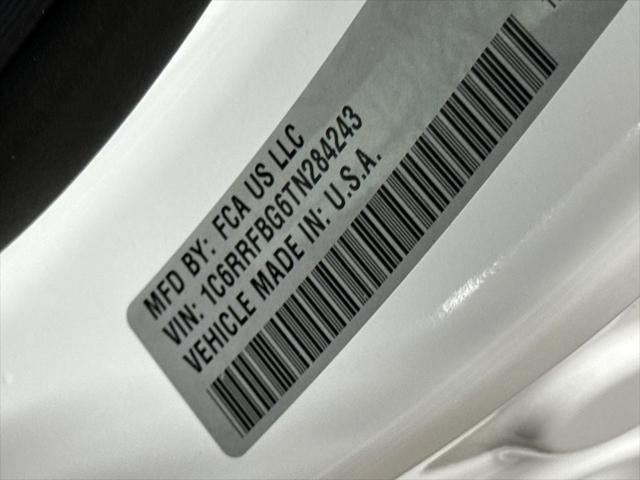 MFD BY: FCA US LLC
VIN: 1C6RRFBG6TN284243
VEHICLE MADE IN: U.S.A.